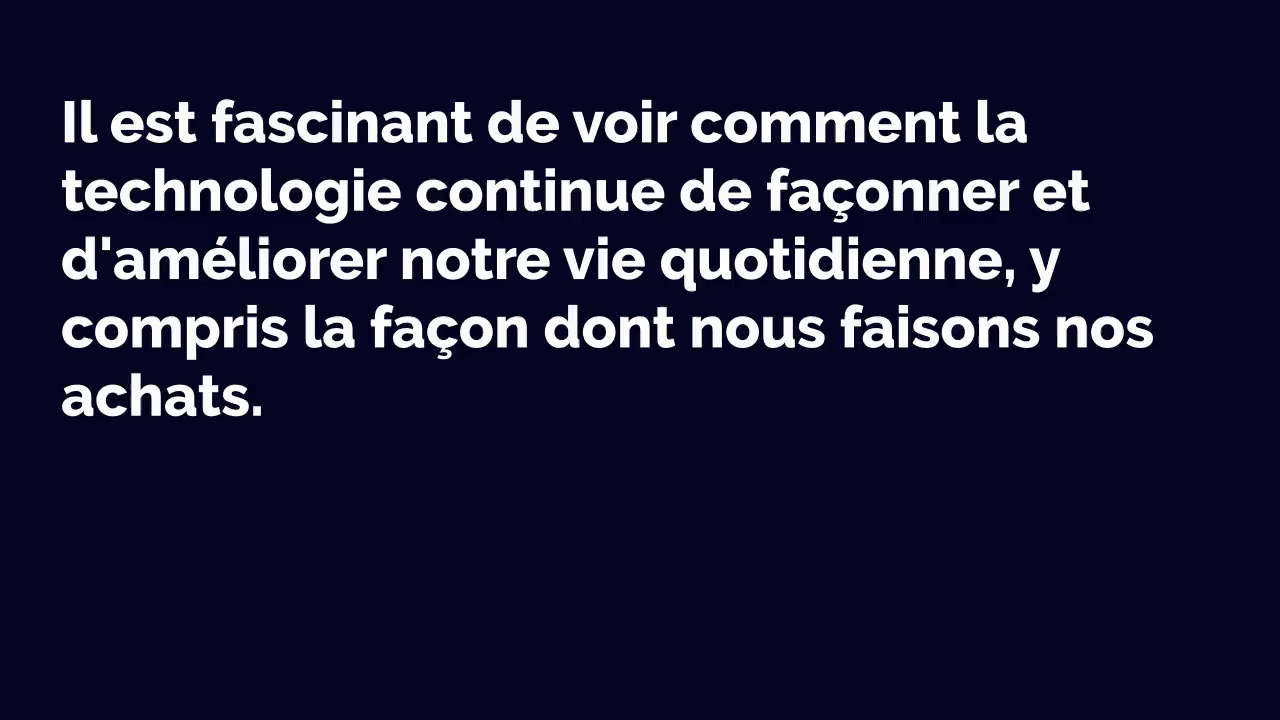 Il est fascinant de voir comment la
technologie continue de façonner et
d'améliorer notre vie quotidienne, y
compris la façon dont nous faisons nos
achats.